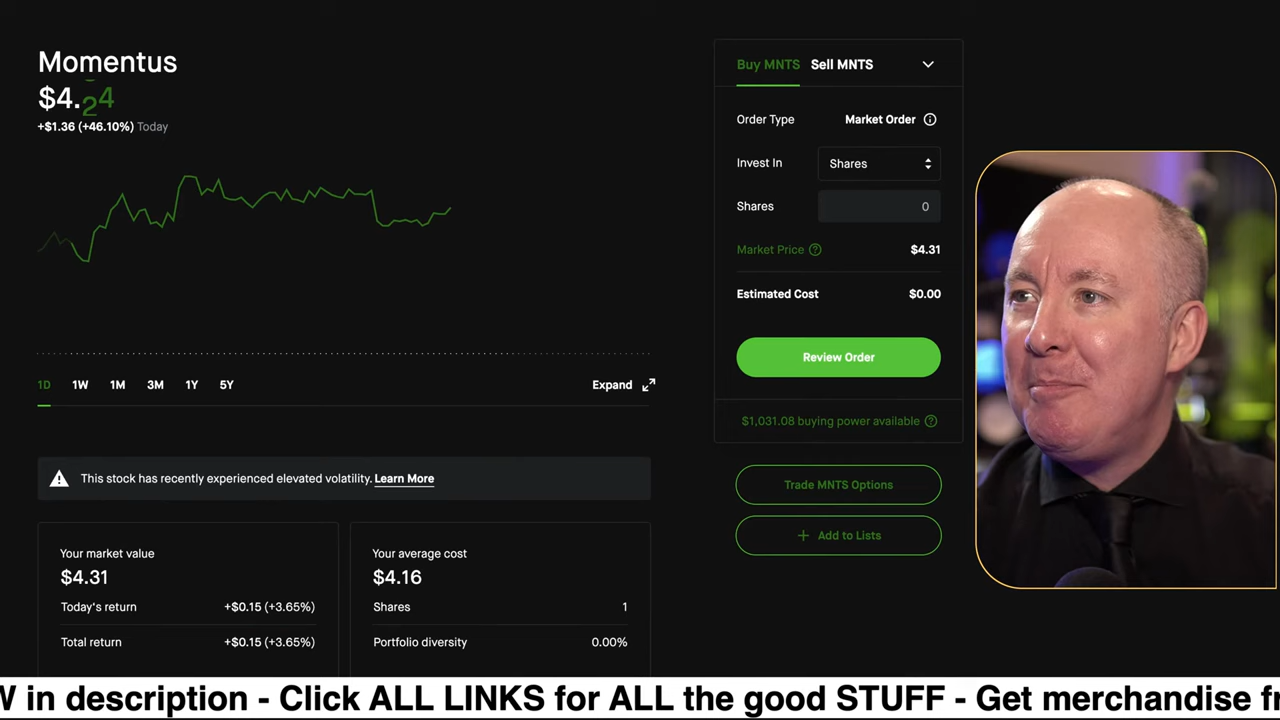 Momentus
$4.24
+$1.36 (+46.10%) Today
1D 1W 1M 3M 1Y 5Y
Expand
This stock has recently experienced elevated volatility. Learn More
Your market value
$4.31
Today's return +$0.15 (+3.65%)
Total return +$0.15 (+3.65%)
Your average cost
$4.16
Shares 1
Portfolio diversity 0.00%
Buy MNTS Sell MNTS
Order Type Market Order
Invest In Shares
Shares 0
Market Price $4.31
Estimated Cost $0.00
Review Order
$1,031.08 buying power available
Trade MNTS Options
Add to Lists
W in description - Click ALL LINKS for ALL the good STUFF - Get merchandise fr